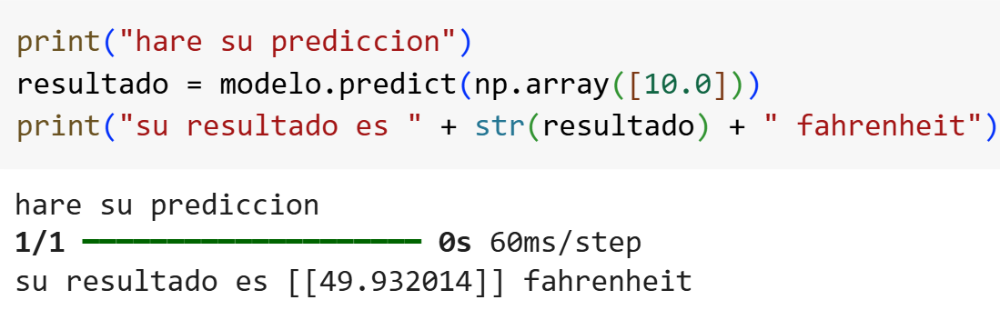 print("hare su prediccion")
resultado = modelo.predict(np.array([10.0]))
print("su resultado es " + str(resultado) + " fahrenheit")
hare su prediccion
1/1 ━━━━━━━━━━━━━━━━━━━━ 0s 60ms/step
su resultado es [[49.932014]] fahrenheit